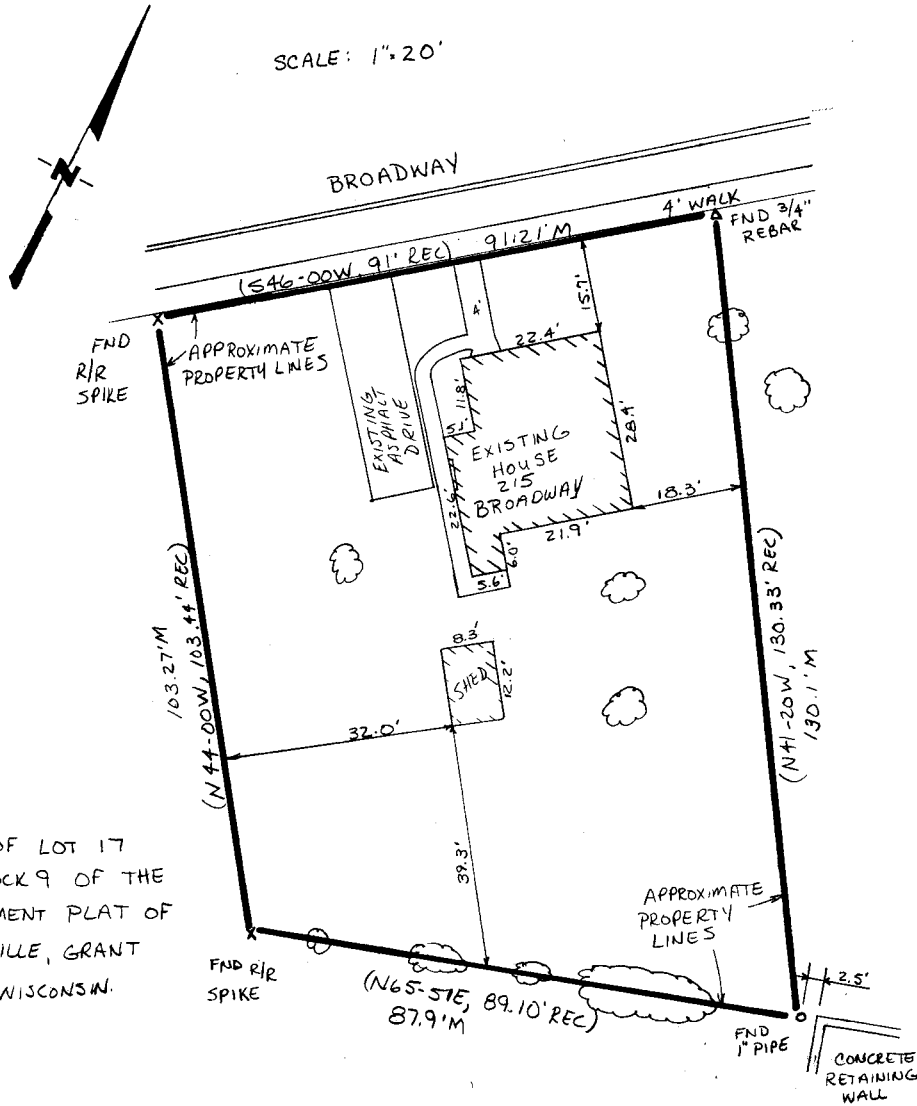 SCALE: 1"=20'
N
BROADWAY
4' WALK
FND 3/4"
REBAR
(S46-00W, 91' REC) 91.21'M
FND
R/R
SPIKE
APPROXIMATE
PROPERTY LINES
EXISTING
ASPHALT
DRIVE
4'
15.7'
22.4'
11.8'
28.4'
EXISTING
HOUSE
215
BROADWAY
22.6'
18.3'
21.9'
6.0'
5.6'
8.3'
SHED
12.2'
32.0'
39.3'
103.27'M
(N44-00W, 103.44' REC)
(N41-20W, 130.33' REC)
130.1'M
OF LOT 17
OCK 9 OF THE
MENT PLAT OF
ILLE, GRANT
WISCONSIN.
APPROXIMATE
PROPERTY
LINES
FND R/R
SPIKE
(N65-51E, 89.10' REC)
87.9'M
2.5'
FND
1" PIPE
CONCRETE
RETAINING
WALL